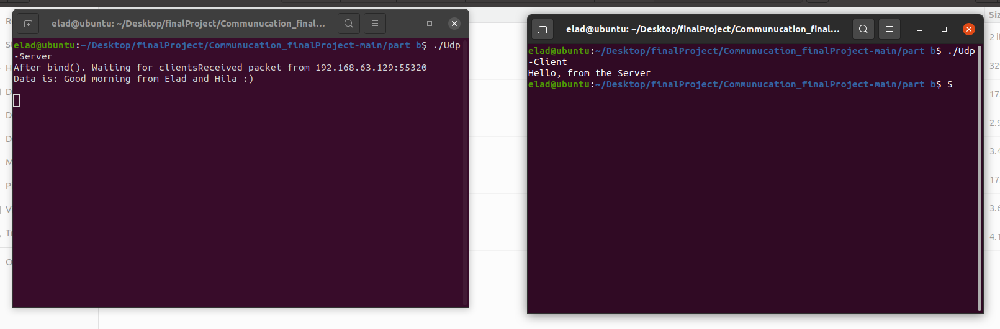 elad@ubuntu: ~/Desktop/finalProject/Communucation_final...
elad@ubuntu:~/Desktop/finalProject/Communucation_finalProject-main/part b$ ./Udp
-Server
After bind(). Waiting for clientsReceived packet from 192.168.63.129:55320
Data is: Good morning from Elad and Hila :)
elad@ubuntu: ~/Desktop/finalProject/Communucation_final...
elad@ubuntu:~/Desktop/finalProject/Communucation_finalProject-main/part b$ ./Udp
-Client
Hello, from the Server
elad@ubuntu:~/Desktop/finalProject/Communucation_finalProject-main/part b$ S